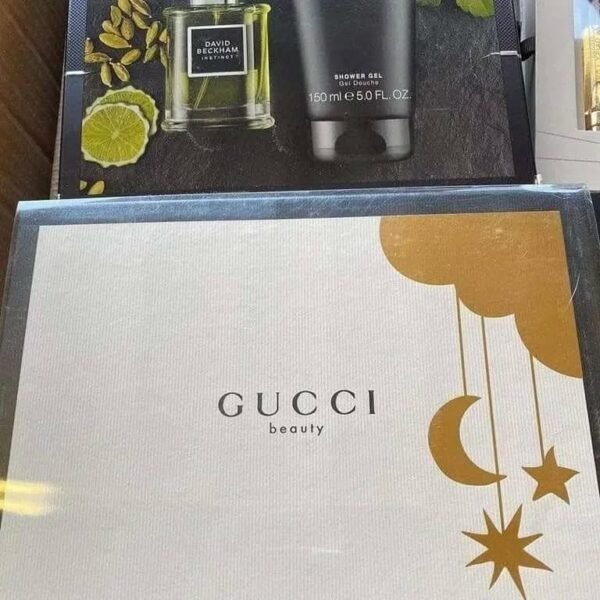 DAVID
BECKHAM
INSTINCT
SHOWER GEL
Gel Douche
150 ml e 5.0 FL. OZ.
GUCCI
beauty